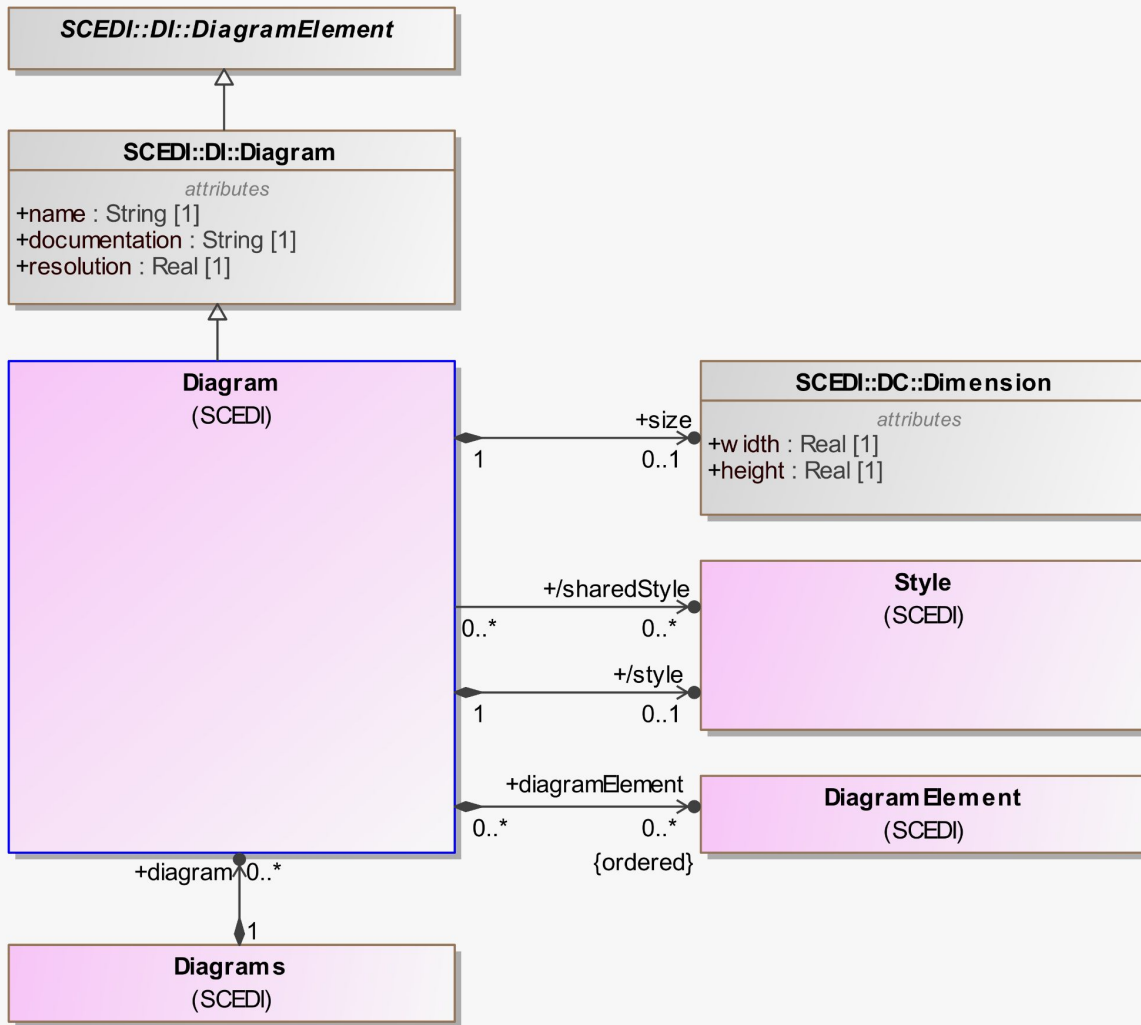 SCEDI::DI::DiagramElement
SCEDI::DI::Diagram
attributes
+name : String [1]
+documentation : String [1]
+resolution : Real [1]
Diagram
(SCEDI)
+size
1
0..1
SCEDI::DC::Dimension
attributes
+width : Real [1]
+height : Real [1]
+/sharedStyle
0..*
0..*
+/style
1
0..1
Style
(SCEDI)
+diagramElement
0..*
0..*
{ordered}
DiagramElement
(SCEDI)
+diagram
0..*
1
Diagrams
(SCEDI)